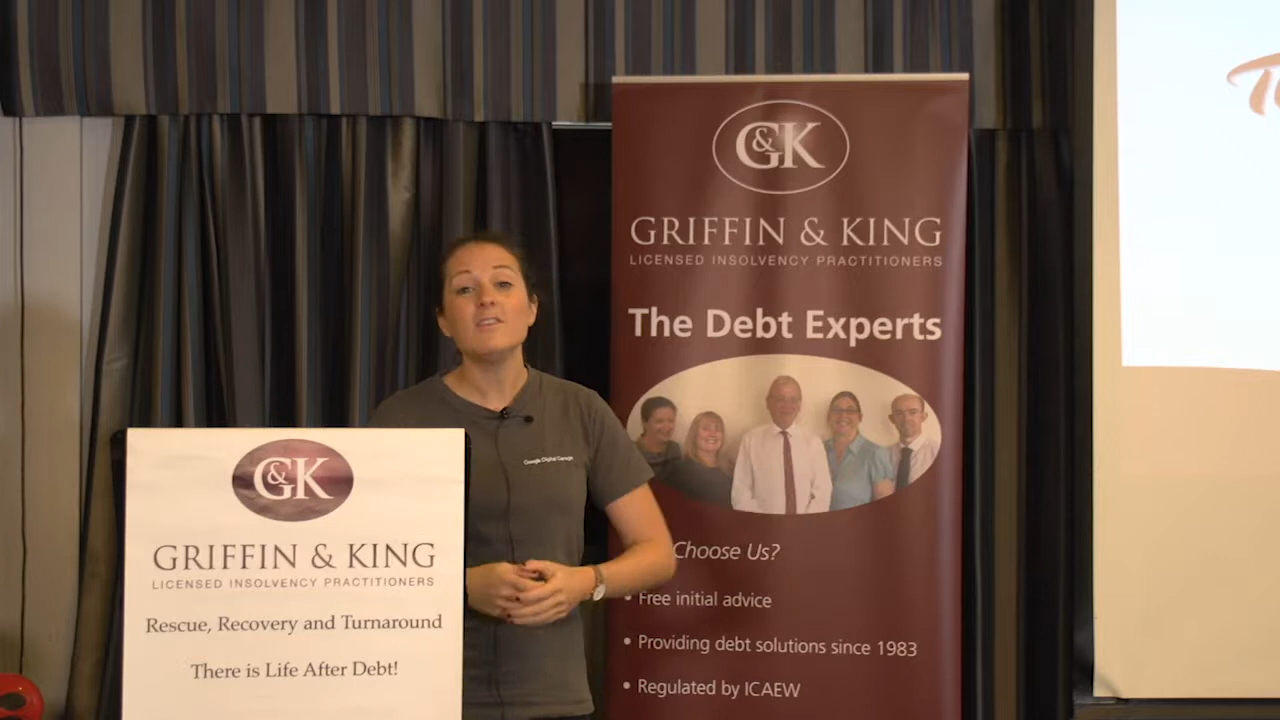 G&K
GRIFFIN & KING
LICENSED INSOLVENCY PRACTITIONERS
Rescue, Recovery and Turnaround
There is Life After Debt!
Google Digital Garage
G&K
GRIFFIN & KING
LICENSED INSOLVENCY PRACTITIONERS
The Debt Experts
Choose Us?
• Free initial advice
• Providing debt solutions since 1983
• Regulated by ICAEW